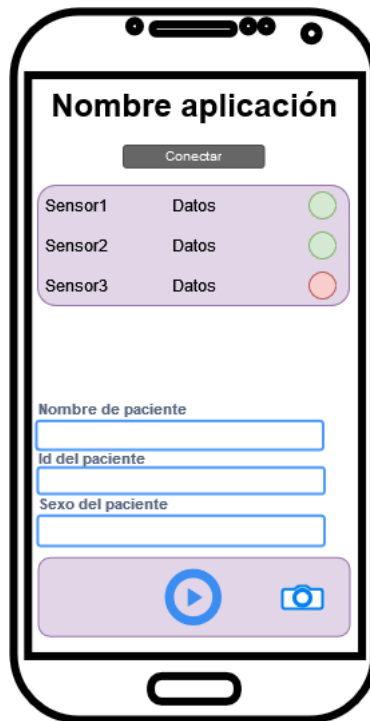 Nombre aplicación
Conectar
Sensor1 Datos
Sensor2 Datos
Sensor3 Datos
Nombre de paciente
Id del paciente
Sexo del paciente